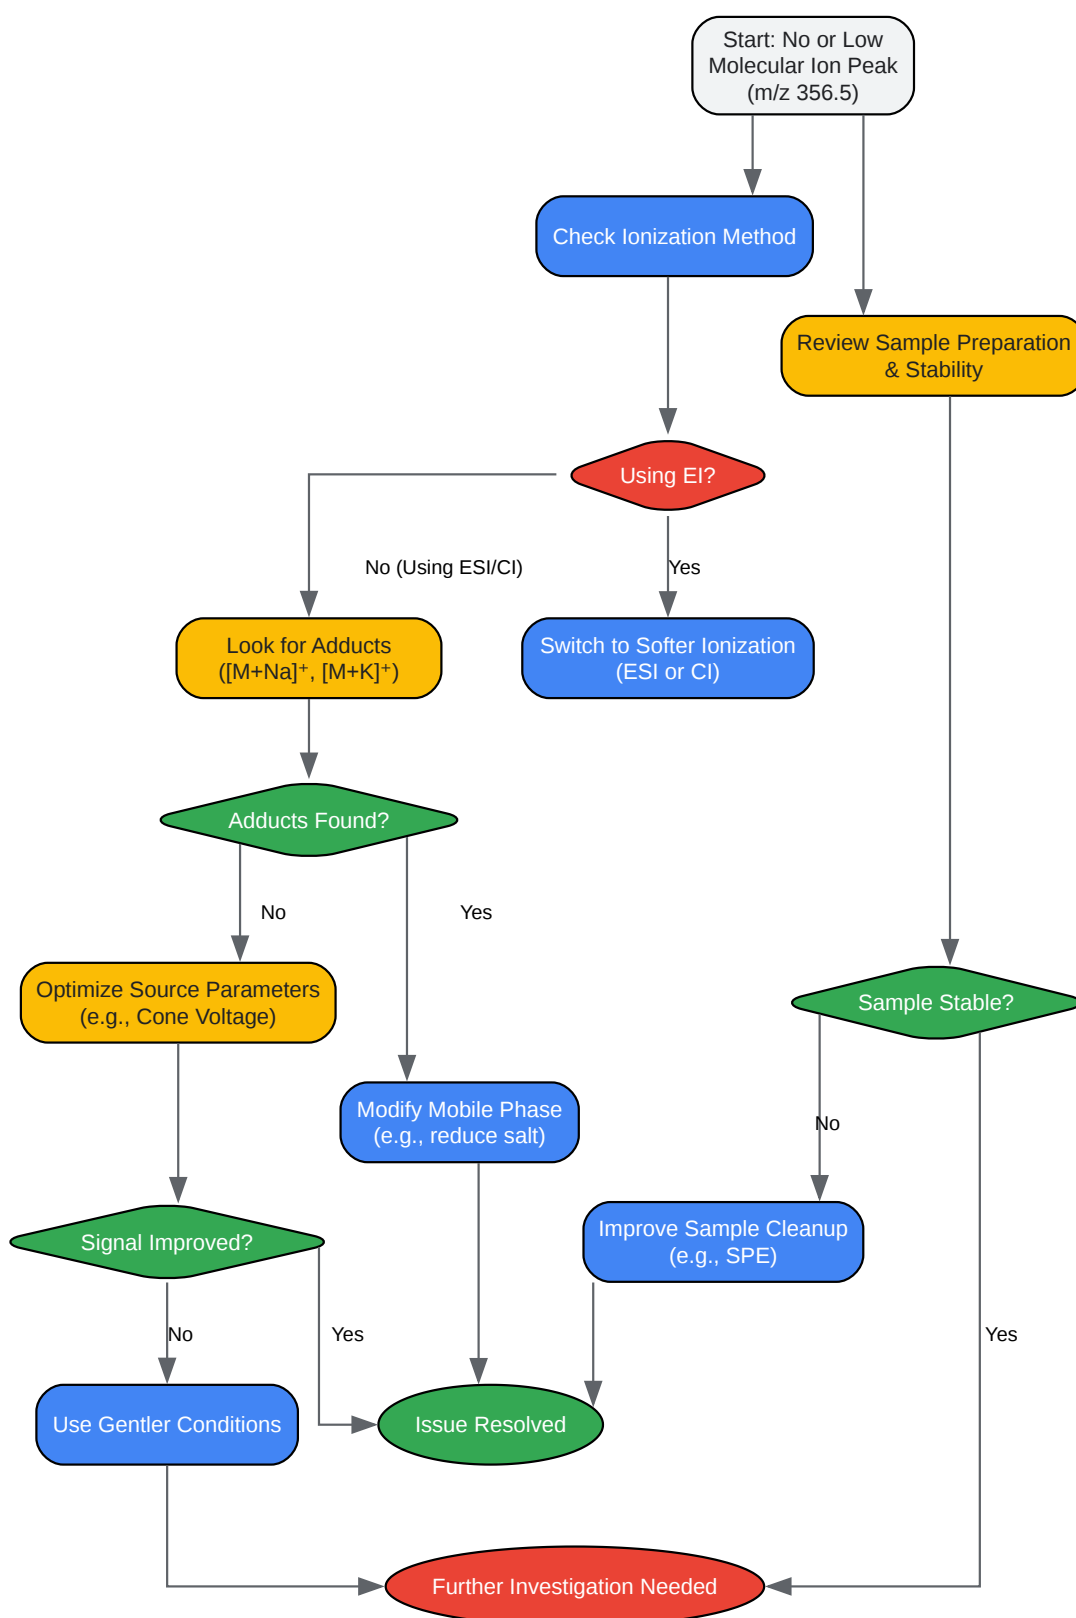 Start: No or Low
Molecular Ion Peak
(m/z 356.5)
Check Ionization Method
Review Sample Preparation
& Stability
Using EI?
No (Using ESI/CI)
Yes
Look for Adducts
([M+Na]⁺, [M+K]⁺)
Switch to Softer Ionization
(ESI or CI)
Adducts Found?
No
Yes
Optimize Source Parameters
(e.g., Cone Voltage)
Sample Stable?
Modify Mobile Phase
(e.g., reduce salt)
No
Signal Improved?
Improve Sample Cleanup
(e.g., SPE)
No
Yes
Yes
Use Gentler Conditions
Issue Resolved
Further Investigation Needed